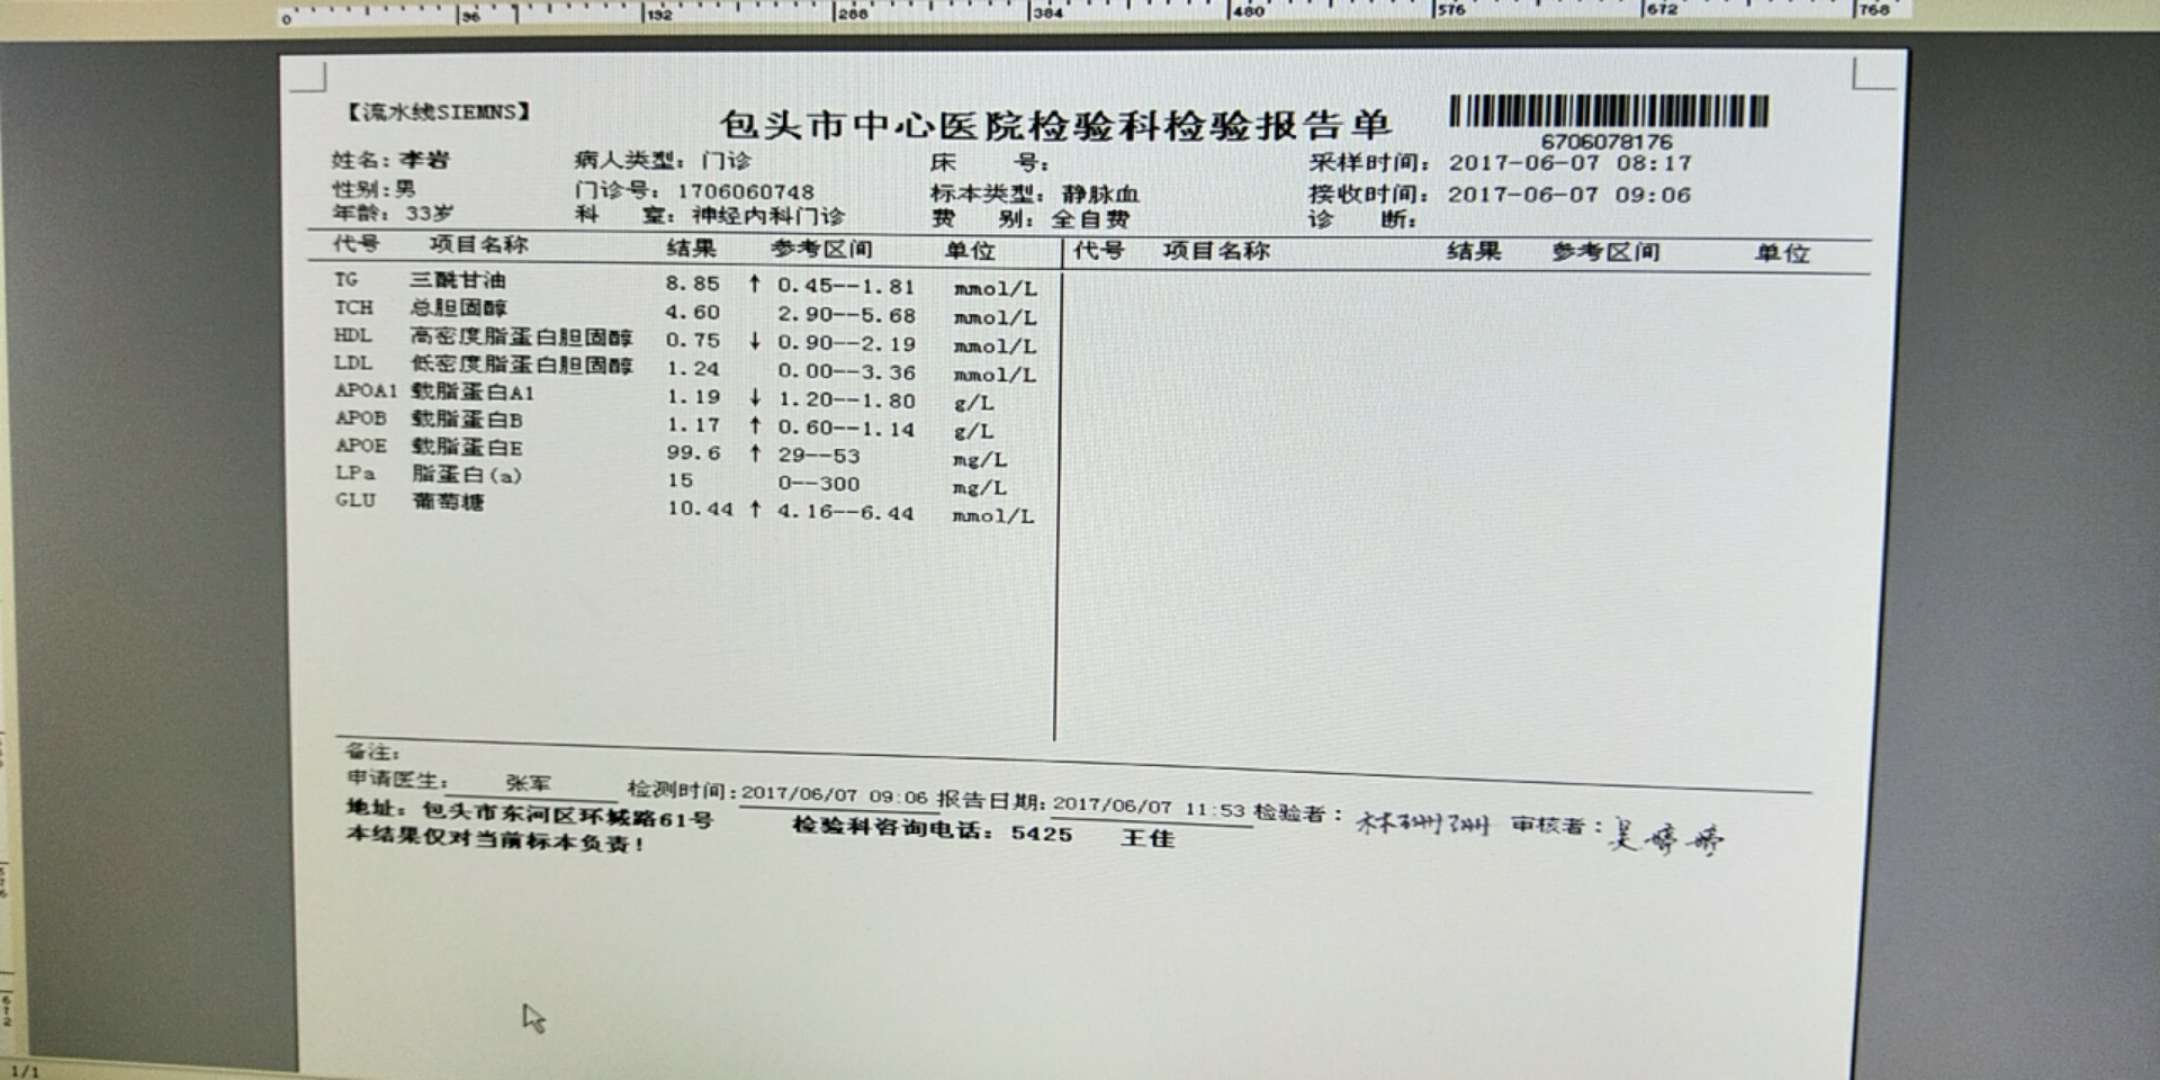 0 96 192 288 384 480 576 672 768
【流水线SIEMNS】
包头市中心医院检验科检验报告单
6706078176
姓名: 李岩 病人类型: 门诊 床 号: 采样时间: 2017-06-07 08:17
性别: 男 门诊号: 1706060748 标本类型: 静脉血 接收时间: 2017-06-07 09:06
年龄: 33岁 科 室: 神经内科门诊 费 别: 全自费 诊 断:
代号 项目名称 结果 参考区间 单位 代号 项目名称 结果 参考区间 单位
TG 三酰甘油 8.85 ↑ 0.45--1.81 mmol/L
TCH 总胆固醇 4.60 2.90--5.68 mmol/L
HDL 高密度脂蛋白胆固醇 0.75 ↓ 0.90--2.19 mmol/L
LDL 低密度脂蛋白胆固醇 1.24 0.00--3.36 mmol/L
APOA1 载脂蛋白A1 1.19 ↓ 1.20--1.80 g/L
APOB 载脂蛋白B 1.17 ↑ 0.60--1.14 g/L
APOE 载脂蛋白E 99.6 ↑ 29--53 mg/L
LPa 脂蛋白(a) 15 0--300 mg/L
GLU 葡萄糖 10.44 ↑ 4.16--6.44 mmol/L
备注:
申请医生: 张军 检测时间: 2017/06/07 09:06 报告日期: 2017/06/07 11:53 检验者: 林珊珊 审核者: 吴婷婷
地址: 包头市东河区环城路61号 检验科咨询电话: 5425 王佳
本结果仅对当前标本负责!
1/1